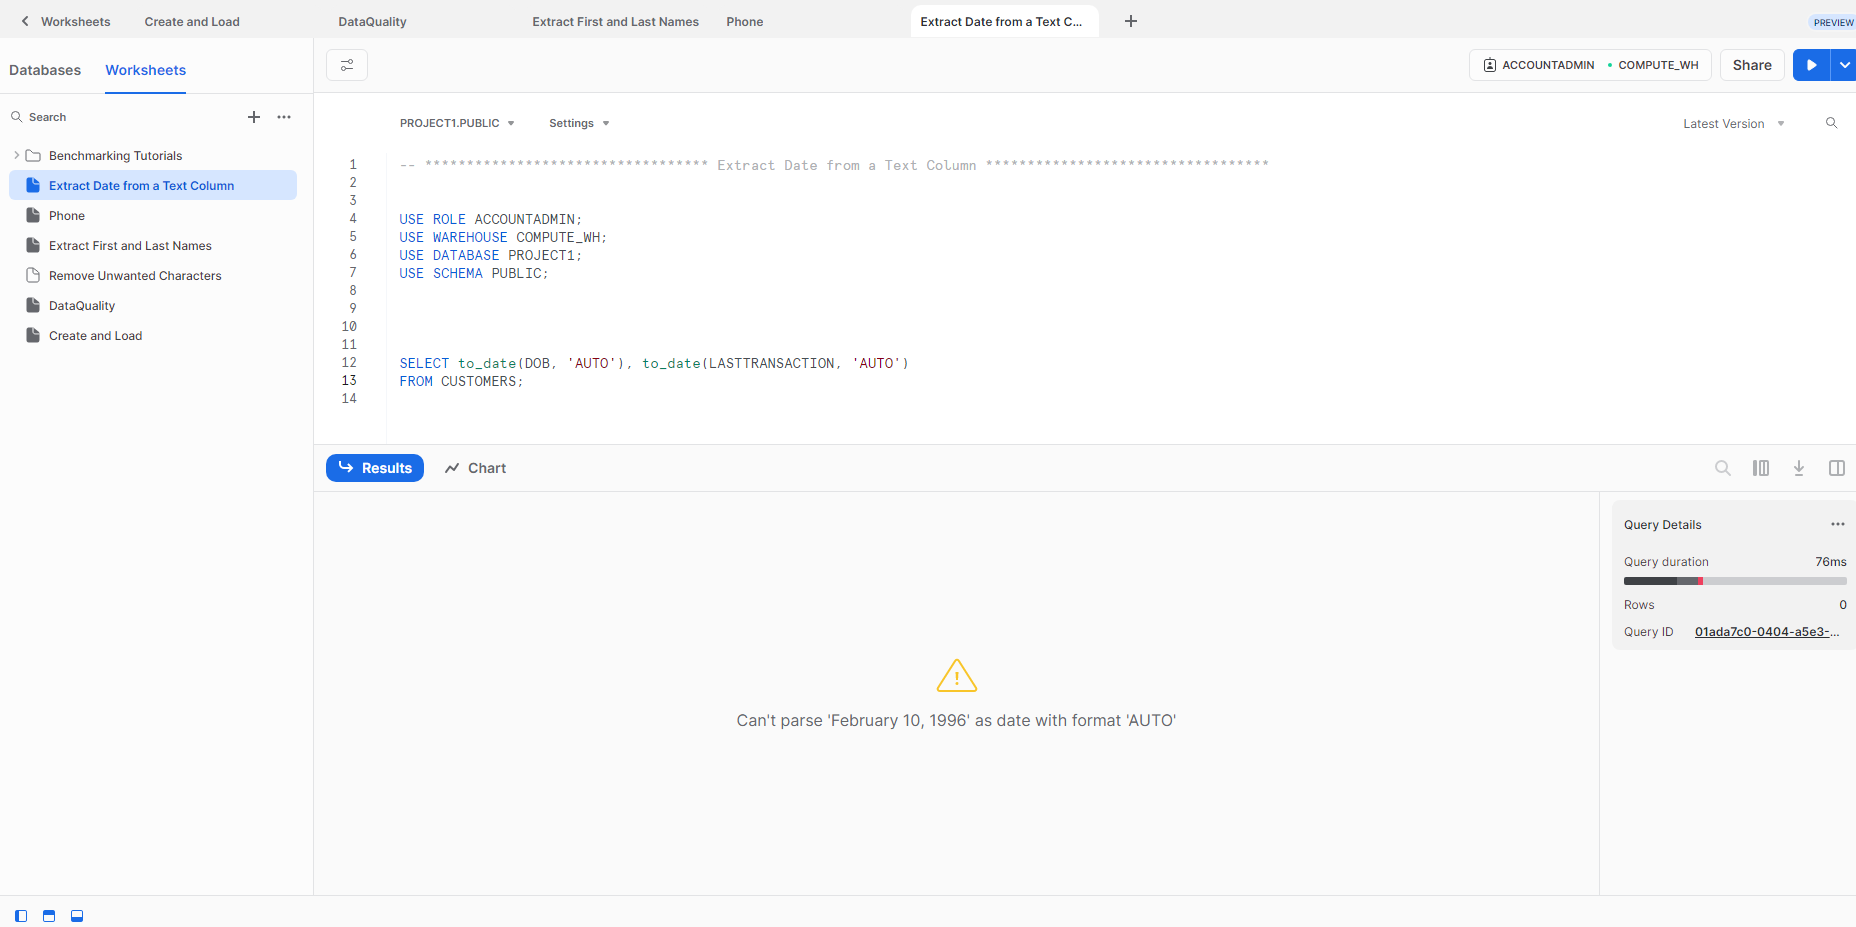 Worksheets
Create and Load
DataQuality
Extract First and Last Names
Phone
Extract Date from a Text C...
PREVIEW
Databases
Worksheets
ACCOUNTADMIN
COMPUTE_WH
Share
Search
Benchmarking Tutorials
Extract Date from a Text Column
Phone
Extract First and Last Names
Remove Unwanted Characters
DataQuality
Create and Load
PROJECT1.PUBLIC
Settings
Latest Version
1 -- ********************************** Extract Date from a Text Column **********************************
2
3
4 USE ROLE ACCOUNTADMIN;
5 USE WAREHOUSE COMPUTE_WH;
6 USE DATABASE PROJECT1;
7 USE SCHEMA PUBLIC;
8
9
10
11
12 SELECT to_date(DOB, 'AUTO'), to_date(LASTTRANSACTION, 'AUTO')
13 FROM CUSTOMERS;
14
Results
Chart
Can't parse 'February 10, 1996' as date with format 'AUTO'
Query Details
Query duration 76ms
Rows 0
Query ID 01ada7c0-0404-a5e3-...